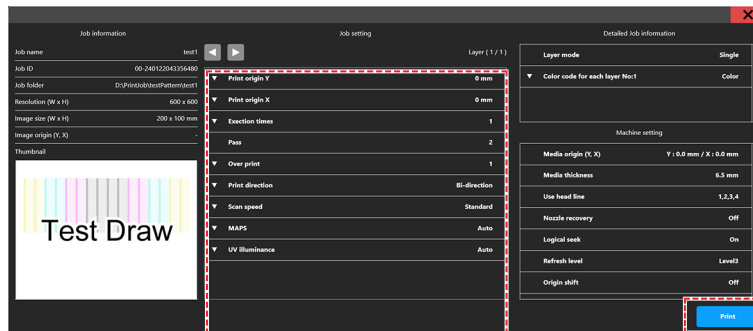 Job information
Job name test1
Job ID 00-240122043356480
Job folder D:\PrintJob\testPattern\test1
Resolution (W x H) 600 x 600
Image size (W x H) 200 x 100 mm
Image origin (Y, X) -
Thumbnail
Test Draw
Job setting
Layer ( 1 / 1 )
Print origin Y 0 mm
Print origin X 0 mm
Exection times 1
Pass 2
Over print 1
Print direction Bi-direction
Scan speed Standard
MAPS Auto
UV illuminance Auto
Detailed Job information
Layer mode Single
Color code for each layer No:1 Color
Machine setting
Media origin (Y, X) Y : 0.0 mm / X : 0.0 mm
Media thickness 6.5 mm
Use head line 1,2,3,4
Nozzle recovery Off
Logical seek On
Refresh level Level3
Origin shift Off
Print